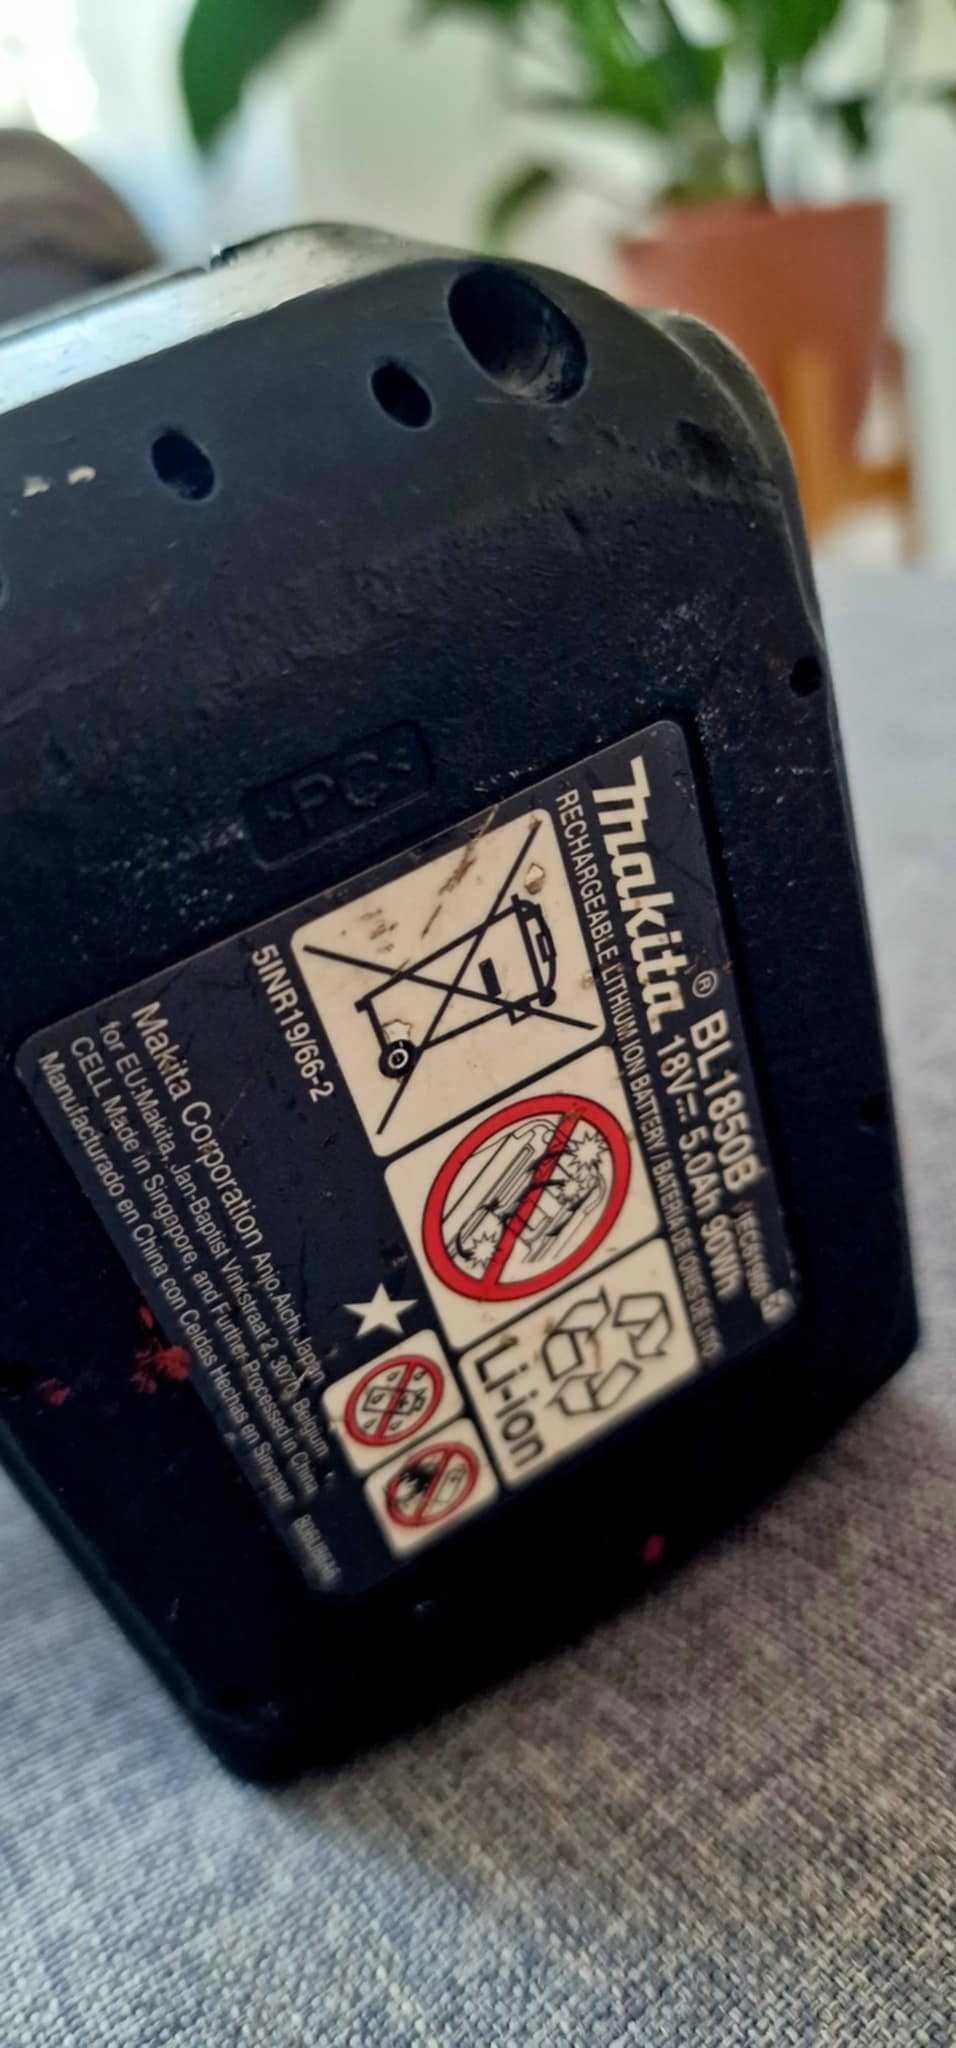 makita® BL1850B
18V⎓ 5.0Ah 90Wh
RECHARGEABLE LITHIUM ION BATTERY / BATERIA DE IONES DE LITIO
Li-ion
5INR19/66-2
Makita Corporation Anjo, Aichi, Japan
for EU:Makita, Jan-Baptist Vinkstraat 2, 3070, Belgium
CELL Made in Singapore, and Further Processed in China
Manufacturado en China con Celdas Hechas en Singapur
>PC<